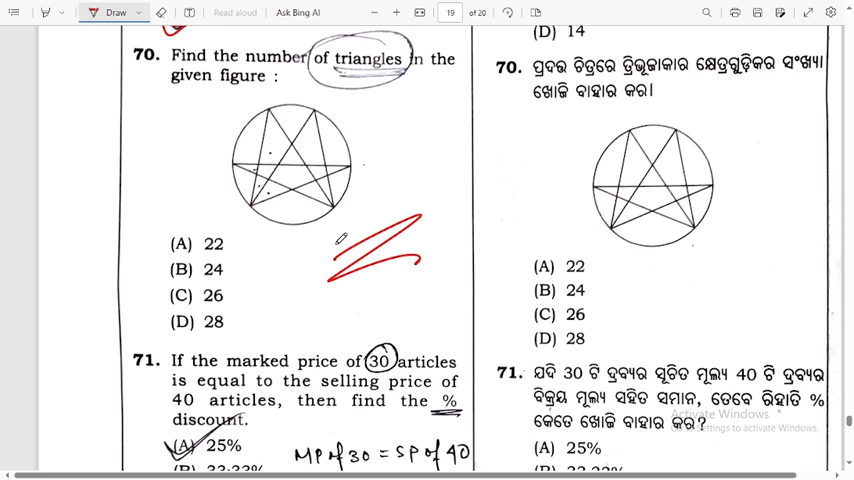 Draw
Read aloud
Ask Bing AI
19 of 20
70. Find the number of triangles in the
given figure :
(A) 22
(B) 24
(C) 26
(D) 28
71. If the marked price of 30 articles
is equal to the selling price of
40 articles, then find the %
discount.
(A) 25%
MP of 30 = SP of 40
(D) 14
70. ପ୍ରଦତ୍ତ ଚିତ୍ରରେ ତ୍ରିଭୂଜାକାର କ୍ଷେତ୍ରଗୁଡ଼ିକର ସଂଖ୍ୟା
ଖୋଜି ବାହାର କର।
(A) 22
(B) 24
(C) 26
(D) 28
71. ଯଦି 30 ଟି ଦ୍ରବ୍ୟର ସୂଚିତ ମୂଲ୍ୟ 40 ଟି ଦ୍ରବ୍ୟର
ବିକ୍ରୟ ମୂଲ୍ୟ ସହିତ ସମାନ, ତେବେ ରିହାତି %
କେତେ ଖୋଜି ବାହାର କର?
(A) 25%
Activate Windows
Go to Settings to activate Windows.